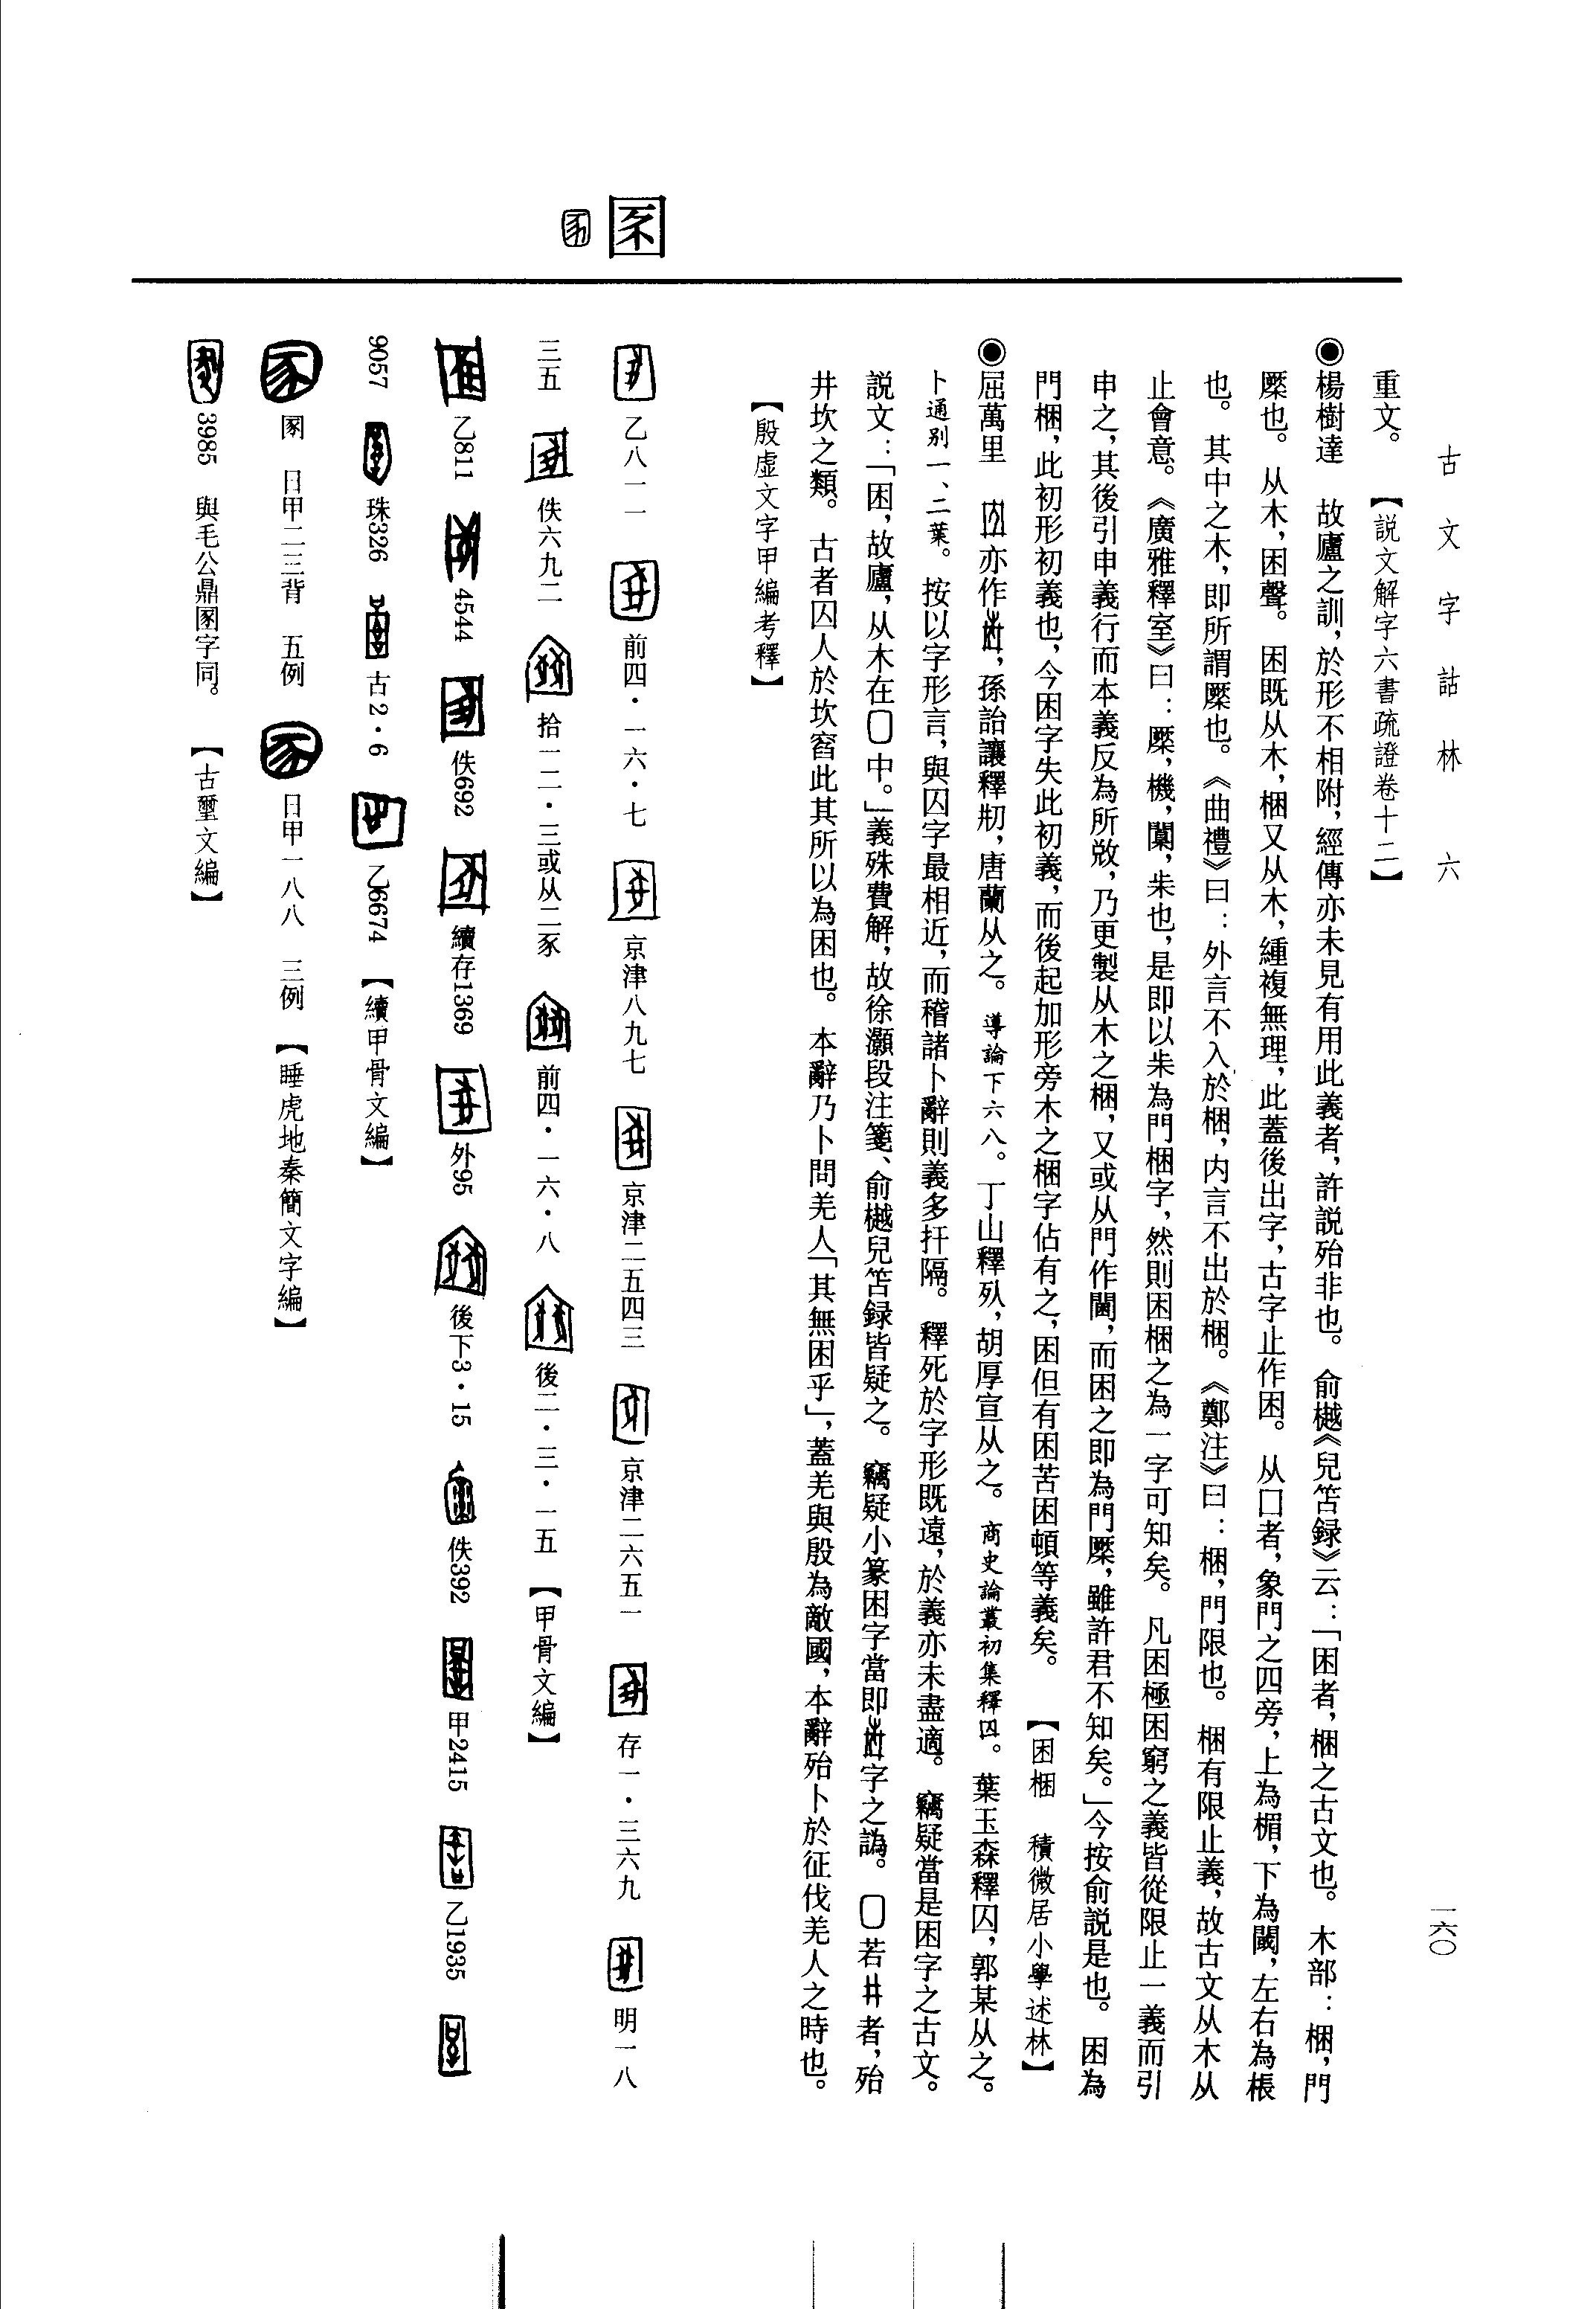 古文字詁林 六
一六〇
重文。 【説文解字六書疏證卷十二】
◉楊樹達 故廬之訓，於形不相附，經傳亦未見有用此義者，許説殆非也。俞樾《兒笘録》云：「困者，梱之古文也。木部：梱，門
橜也。从木，困聲。困既从木，梱又从木，緟複無理，此蓋後出字，古字止作困。从囗者，象門之四旁，上為楣，下為閾，左右為棖
也。其中之木，即所謂橜也。《曲禮》曰：外言不入於梱，内言不出於梱。《鄭注》曰：梱，門限也。梱有限止義，故古文从木从
止會意。《廣雅釋室》曰：橜，機，闑，朱也，是即以朱為門梱字，然則困梱之為一字可知矣。凡困極困窮之義皆從限止一義而引
申之，其後引申義行而本義反為所敚，乃更製从木之梱，又或从門作閫，而困之即為門橜，雖許君不知矣。」今按俞説是也。困為
門梱，此初形初義也，今困字失此初義，而後起加形旁木之梱字佔有之，困但有困苦困頓等義矣。 【困梱 積微居小學述林】
◉屈萬里 亦作，孫詒讓釋㓞，唐蘭从之。導論下六八。丁山釋𣦵，胡厚宣从之。商史論叢初集釋。葉玉森釋囚，郭某从之。
卜通別一、二葉。按以字形言，與囚字最相近，而稽諸卜辭則義多扞隔。釋死於字形既遠，於義亦未盡適。竊疑當是困字之古文。
説文：「困，故廬，从木在囗中。」義殊費解，故徐灝段注箋、俞樾兒笘録皆疑之。竊疑小篆困字當即字之譌。囗若井者，殆
井坎之類。古者囚人於坎窞此其所以為困也。本辭乃卜問羌人「其無困乎」，蓋羌與殷為敵國，本辭殆卜於征伐羌人之時也。
【殷虛文字甲編考釋】
圂
乙八一一 前四・一六・七 京津八九七 京津二五四三 京津二六五一 存一・三六九 明一八
三五 佚六九二 拾一二・三或从二豕 前四・一六・八 後二・三・一五 【甲骨文編】
乙811 4544 佚692 續存1369 外95 後下3・15 佚392 甲2415 乙1935
9057 珠326 古2・6 乙6674 【續甲骨文編】
圂 日甲二三背 五例 日甲一八八 三例 【睡虎地秦簡文字編】
3985 與毛公鼎圂字同。 【古璽文編】